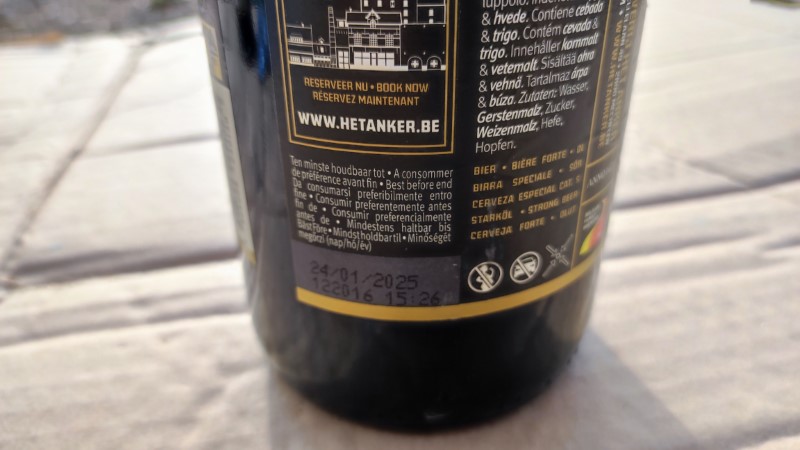 RESERVEER NU • BOOK NOW
RÉSERVEZ MAINTENANT
WWW.HETANKER.BE
Ten minste houdbaar tot • A consommer
de préférence avant fin • Best before end
Da consumarsi preferibilmente entro
fine • Consumir preferentemente antes
fin de • Consumir preferencialmente
antes de • Mindestens haltbar bis
Bäst Före • Mindst holdbar til • Minőségét
megőrzi (nap/hó/év)
24/01/2025
122016 15:26
& hvede. Contiene cebada
& trigo. Contém cevada &
trigo. Innehåller kornmalt
& vetemalt. Sisältää ohra
& vehnä. Tartalmaz árpa
& búza. Zutaten: Wasser,
Gerstenmalz, Zucker,
Weizenmalz, Hefe,
Hopfen.
BIER • BIÈRE FORTE •
BIRRA SPECIALE •
CERVEZA ESPECIAL
STARKÖL • STRONG BEER
CERVEJA FORTE •